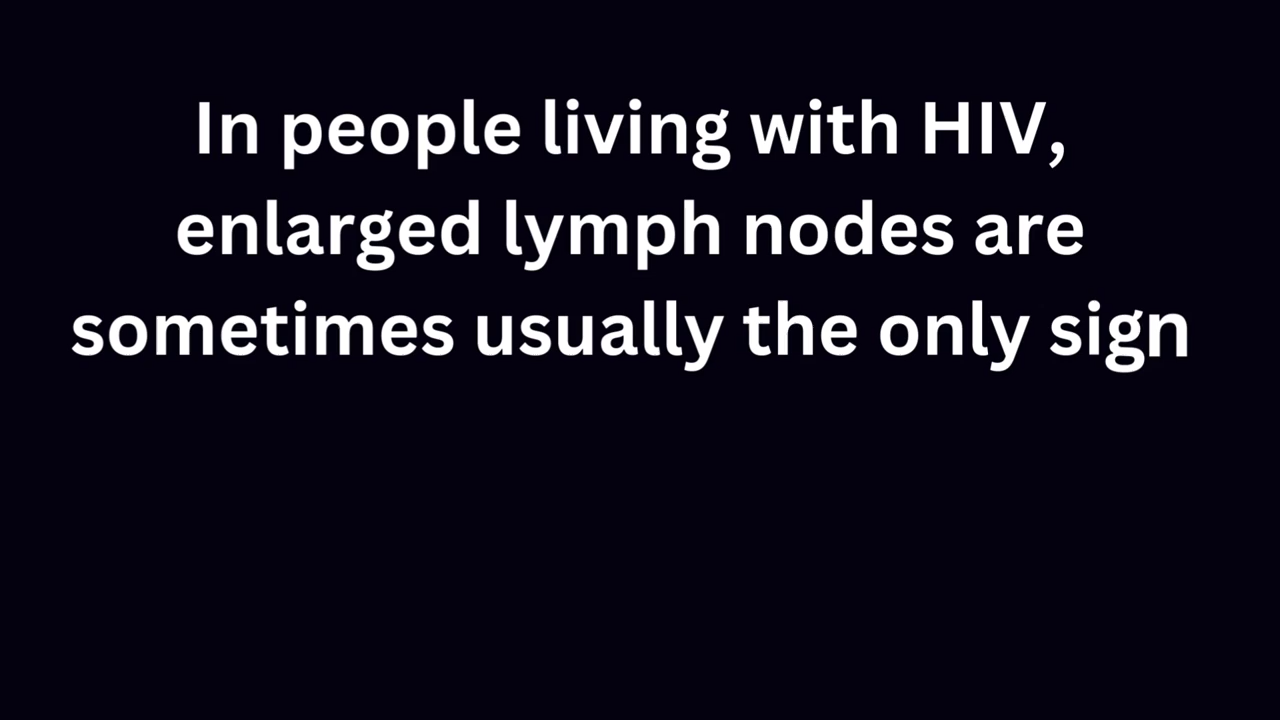 In people living with HIV,
enlarged lymph nodes are
sometimes usually the only sign